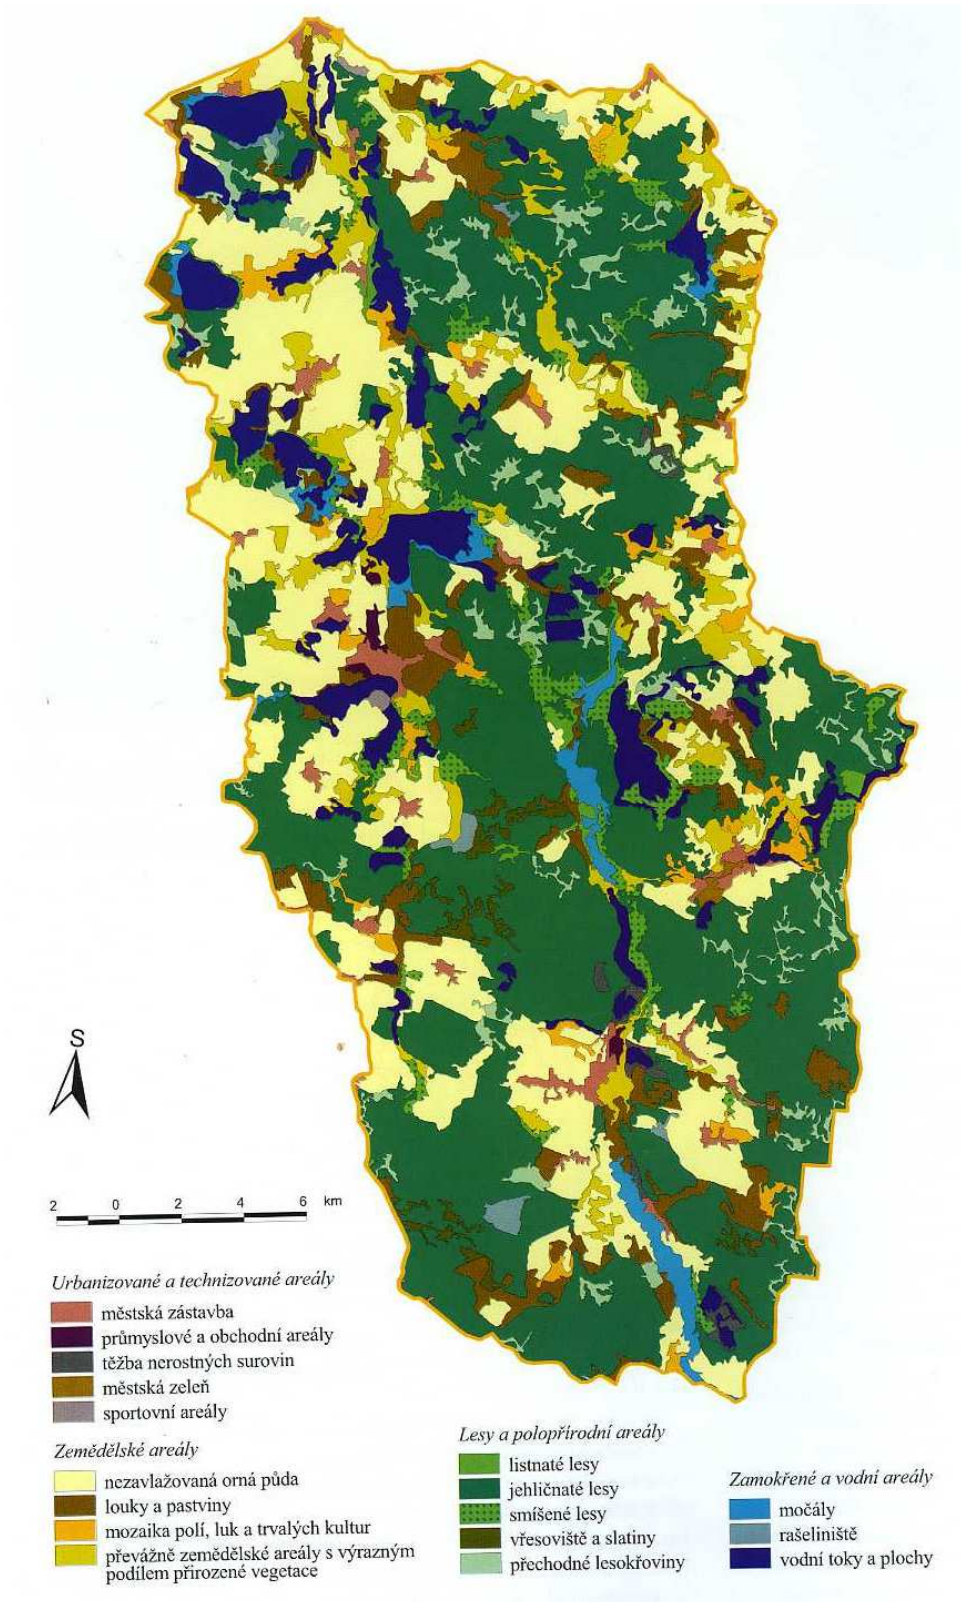 S
2 0 2 4 6 km
Urbanizované a technizované areály
městská zástavba
průmyslové a obchodní areály
těžba nerostných surovin
městská zeleň
sportovní areály
Zemědělské areály
nezavlažovaná orná půda
louky a pastviny
mozaika polí, luk a trvalých kultur
převážně zemědělské areály s výrazným
podílem přirozené vegetace
Lesy a polopřírodní areály
listnaté lesy
jehličnaté lesy
smíšené lesy
vřesoviště a slatiny
přechodné lesokřoviny
Zamokřené a vodní areály
močály
rašeliniště
vodní toky a plochy